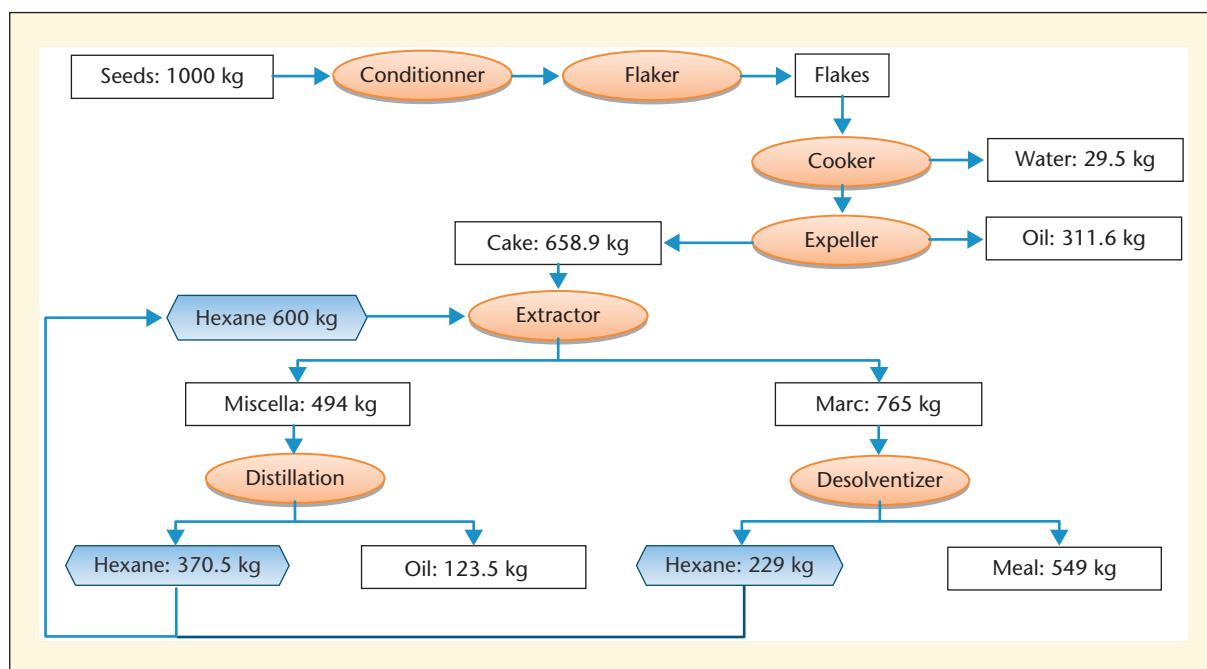 Seeds: 1000 kg
Conditionner
Flaker
Flakes
Cooker
Water: 29.5 kg
Cake: 658.9 kg
Expeller
Oil: 311.6 kg
Hexane 600 kg
Extractor
Miscella: 494 kg
Marc: 765 kg
Distillation
Desolventizer
Hexane: 370.5 kg
Oil: 123.5 kg
Hexane: 229 kg
Meal: 549 kg